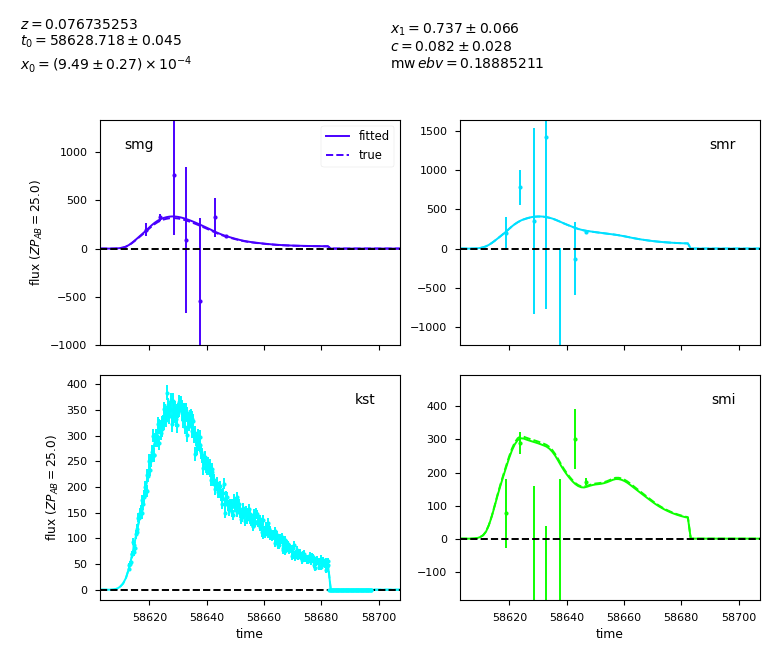 z = 0.076735253
t0 = 58628.718 ± 0.045
x0 = (9.49 ± 0.27) × 10^−4
x1 = 0.737 ± 0.066
c = 0.082 ± 0.028
mw ebv = 0.18885211
smg
fitted
true
1000
500
0
−500
−1000
flux (ZP_AB = 25.0)
smr
1500
1000
500
0
−500
−1000
kst
400
350
300
250
200
150
100
50
0
flux (ZP_AB = 25.0)
58620 58640 58660 58680 58700
time
smi
400
300
200
100
0
−100
58620 58640 58660 58680 58700
time